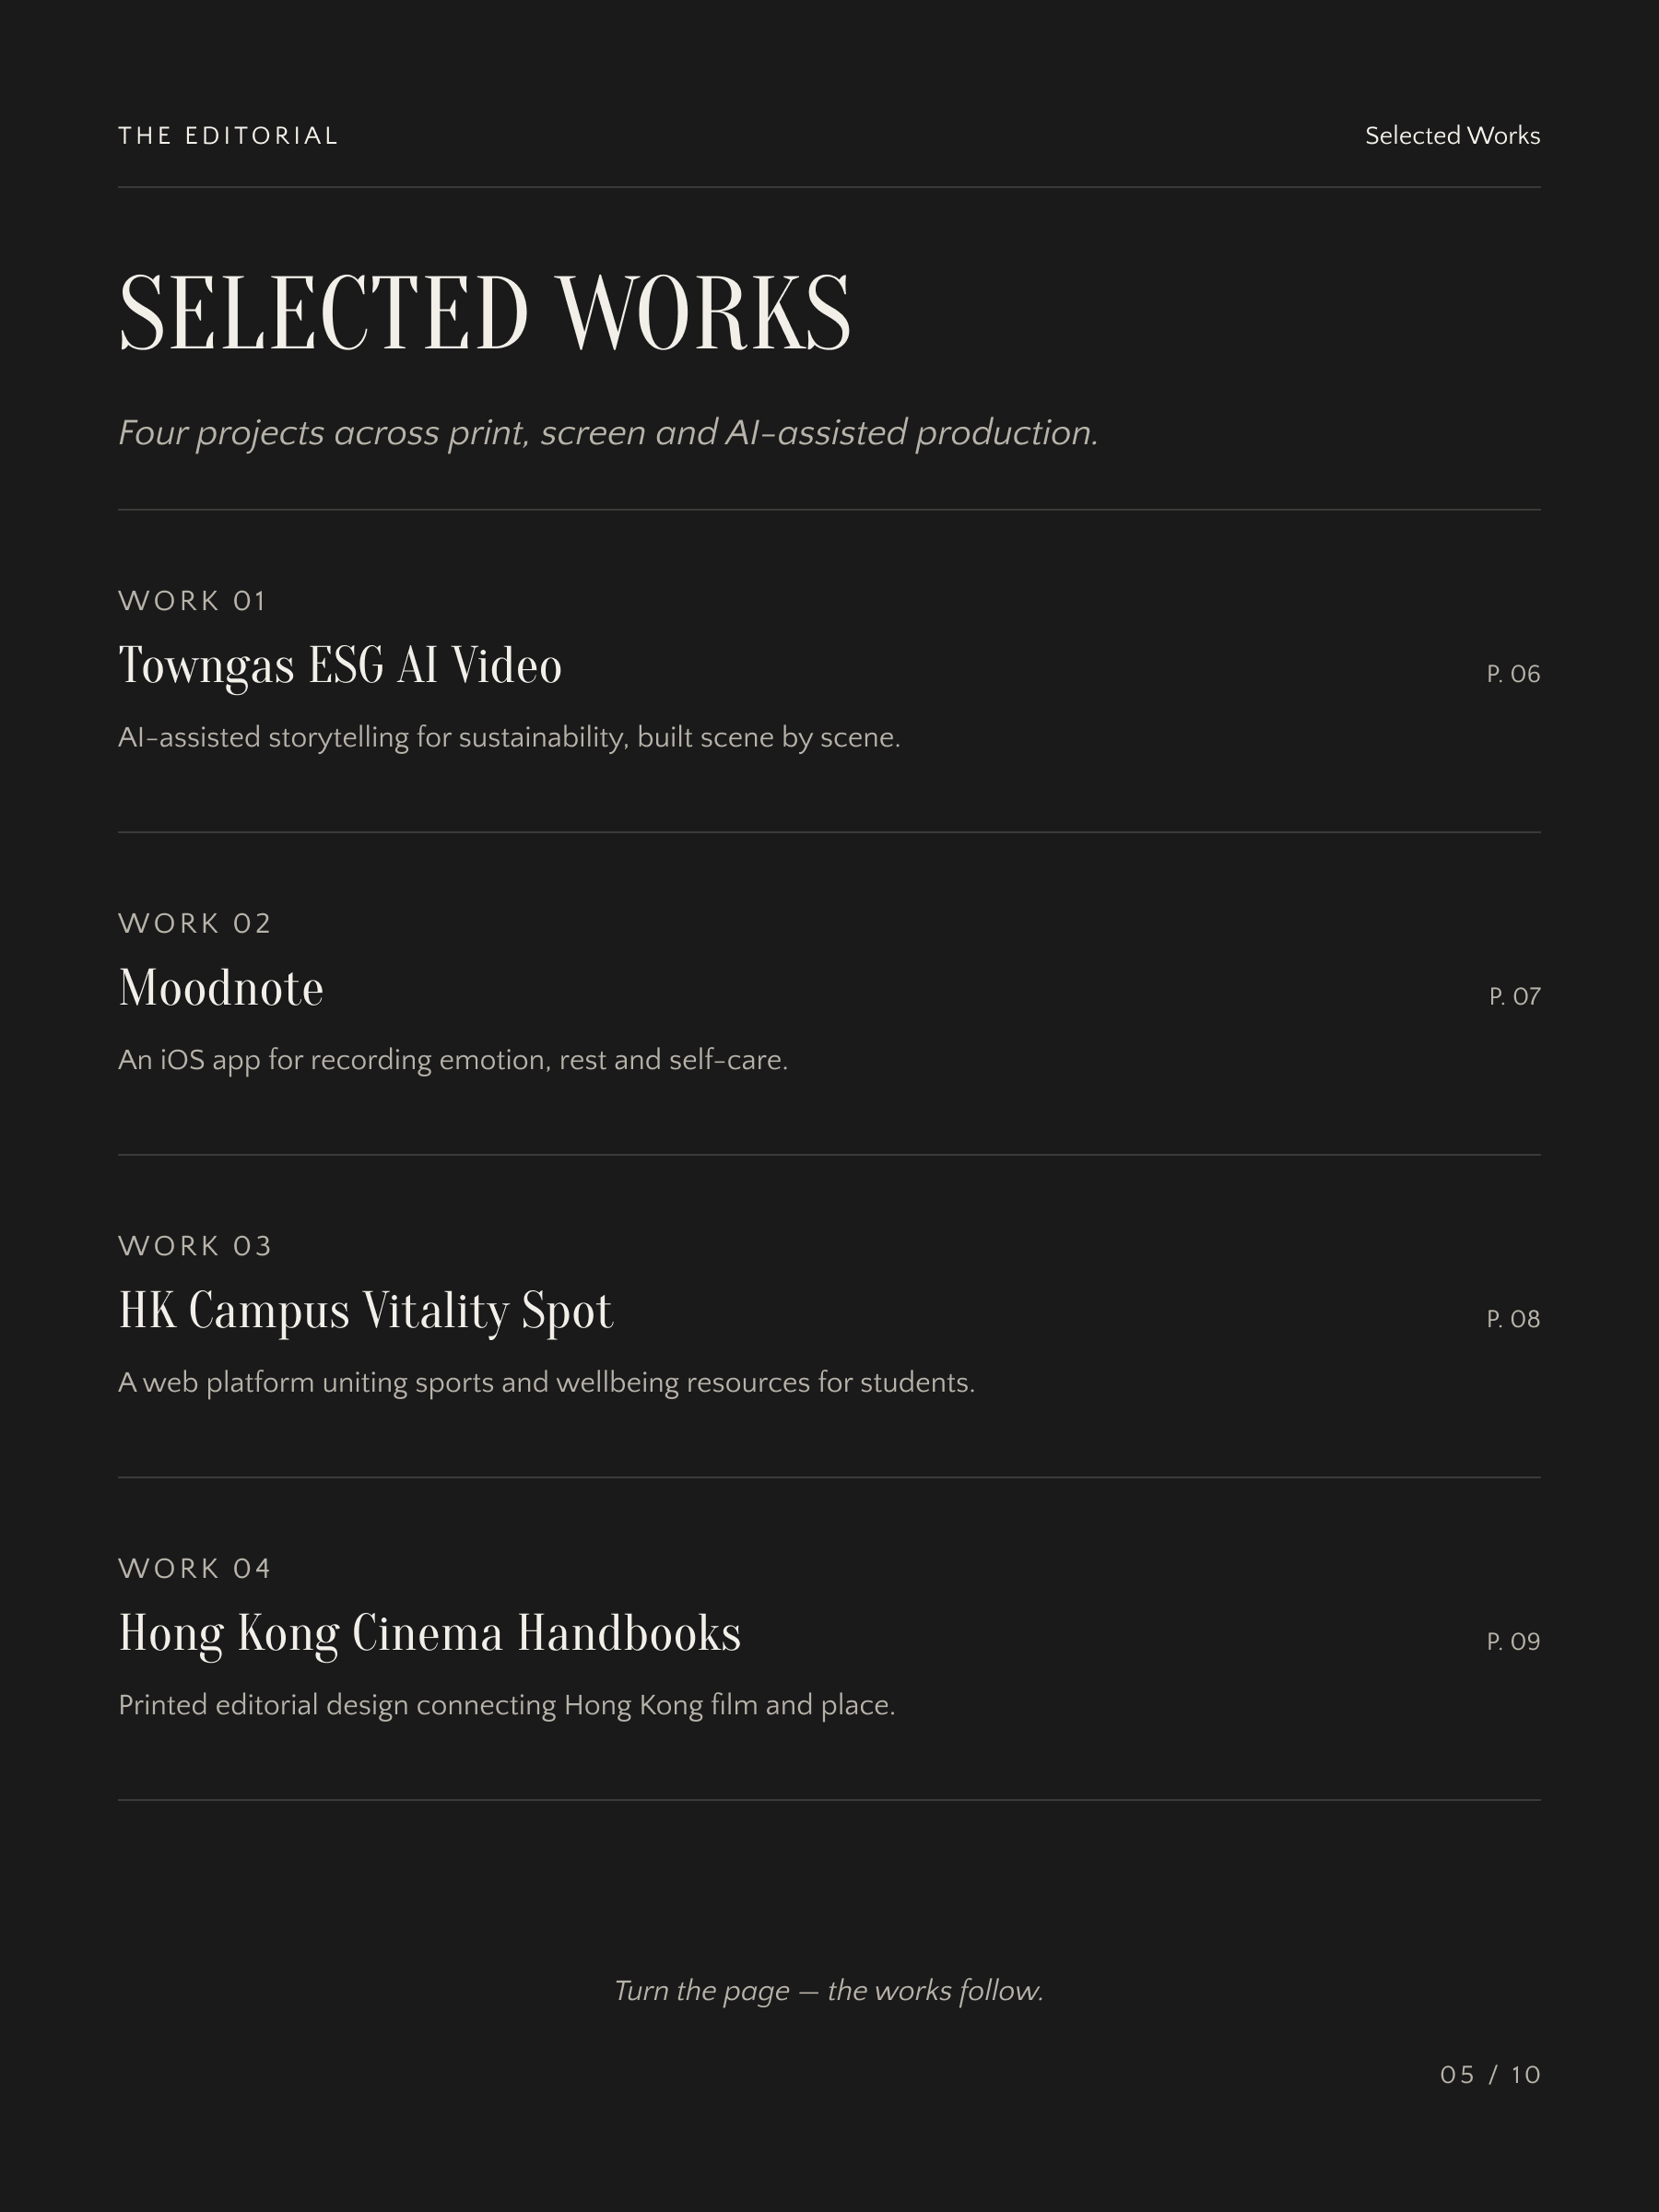 THE EDITORIAL
Selected Works
SELECTED WORKS
Four projects across print, screen and AI-assisted production.
WORK 01
Towngas ESG AI Video
P. 06
AI-assisted storytelling for sustainability, built scene by scene.
WORK 02
Moodnote
P. 07
An iOS app for recording emotion, rest and self-care.
WORK 03
HK Campus Vitality Spot
P. 08
A web platform uniting sports and wellbeing resources for students.
WORK 04
Hong Kong Cinema Handbooks
P. 09
Printed editorial design connecting Hong Kong film and place.
Turn the page — the works follow.
05 / 10